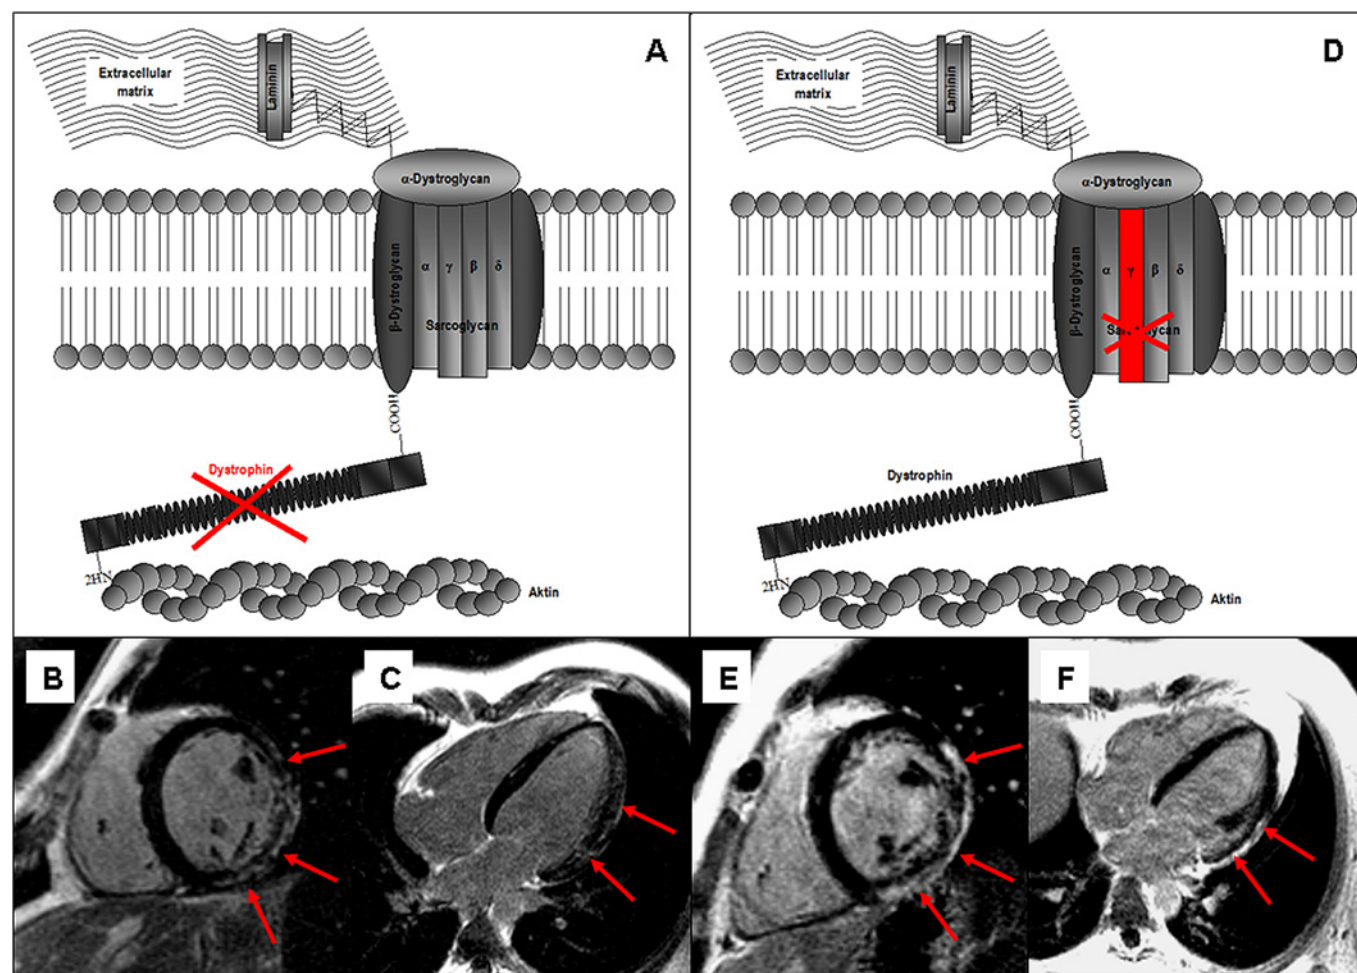 A
Extracellular
matrix
Laminin
α-Dystroglycan
β-Dystroglycan
α γ β δ
Sarcoglycan
COOH
Dystrophin
2HN
Aktin
D
Extracellular
matrix
Laminin
α-Dystroglycan
β-Dystroglycan
α γ β δ
Sarcoglycan
COOH
Dystrophin
2HN
Aktin
B
C
E
F